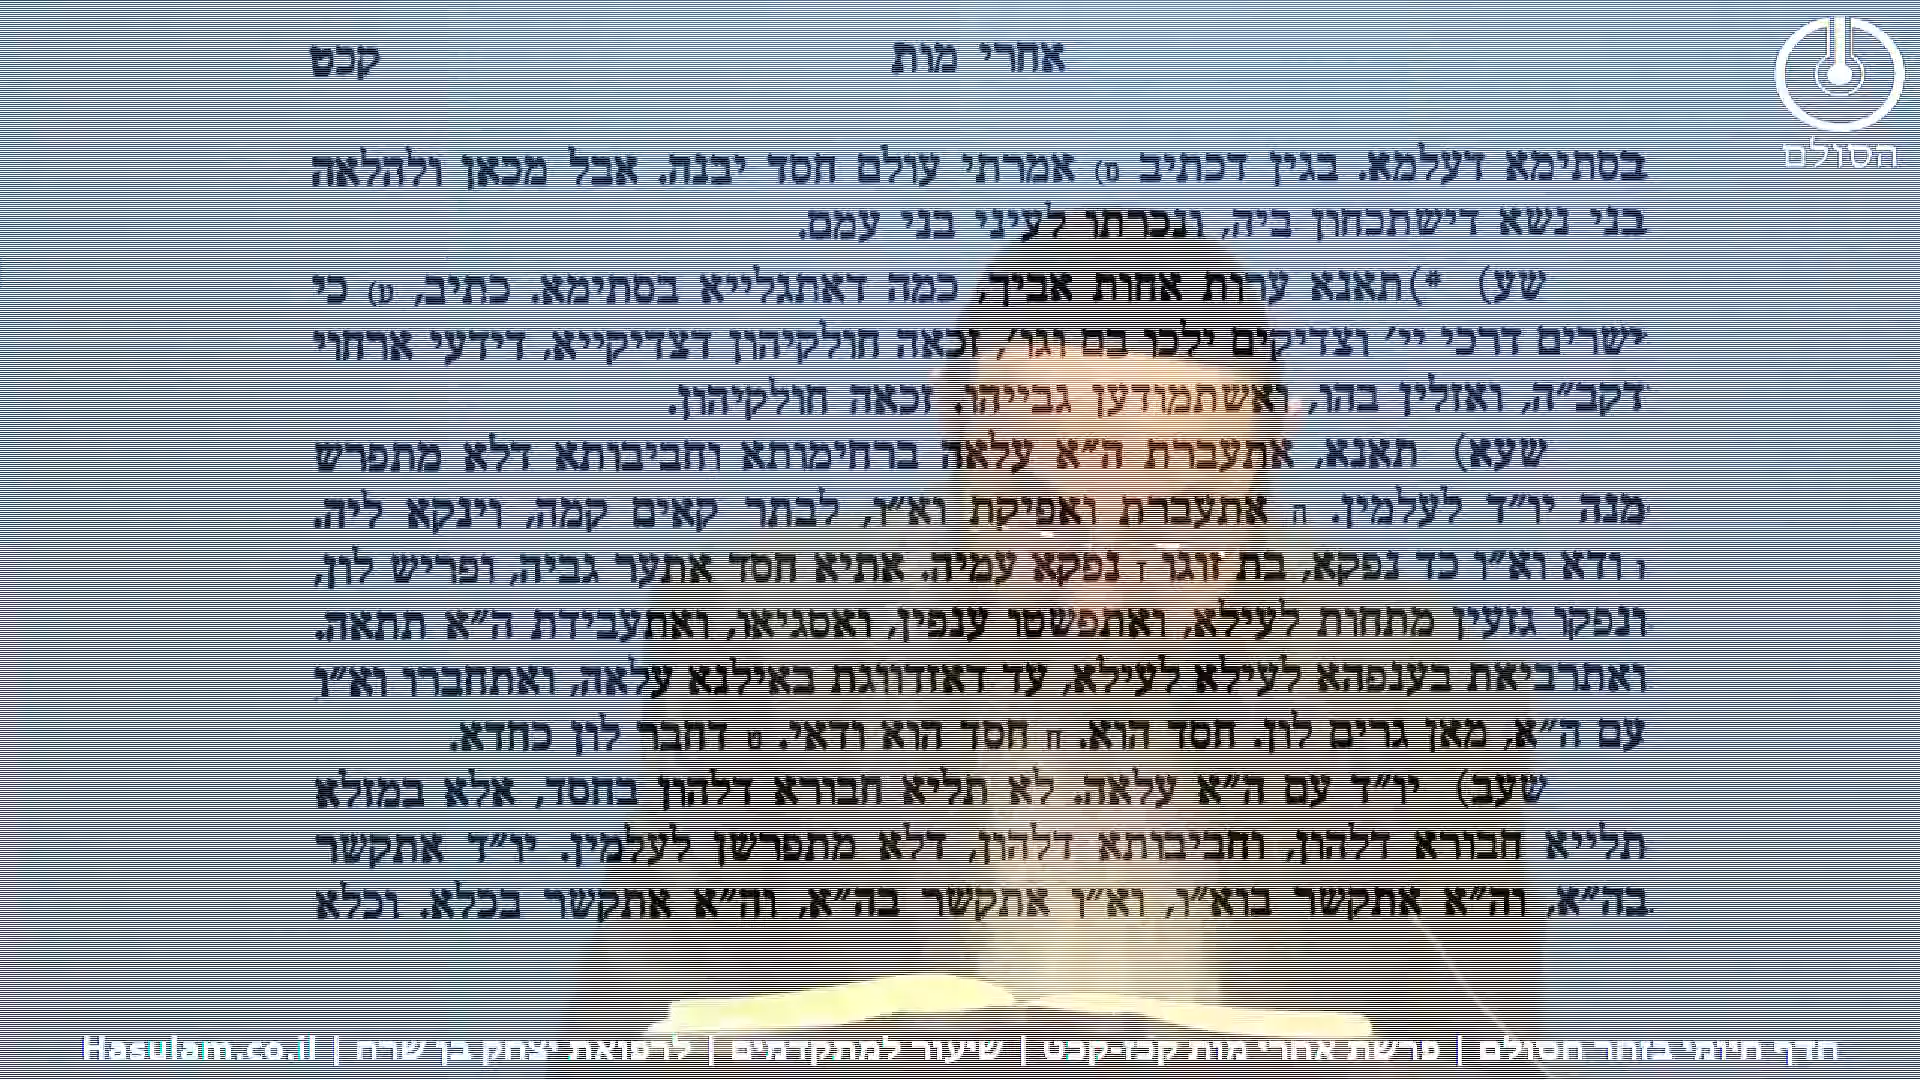 אחרי מות
קכט
הסולם
בסתימא דעלמא. בגין דכתיב ס) אמרתי עולם חסד יבנה. אבל מכאן ולהלאה
בני נשא דישתכחון ביה, ונכרתו לעיני בני עמם.
שע) *)תאנא ערות אחות אביך, כמה דאתגלייא בסתימא. כתיב, ע) כי
ישרים דרכי יי׳ וצדיקים ילכו בם וגו׳, זכאה חולקיהון דצדיקייא, דידעי ארחוי
דקב״ה, ואזלין בהו, ואשתמודען גבייהו. זכאה חולקיהון.
שעא) תאנא, אתעברת ה״א עלאה ברחימותא וחביבותא דלא מתפרש
מנה יו״ד לעלמין. ה אתעברת ואפיקת וא״ו, לבתר קאים קמה, וינקא ליה.
ו ודא וא״ו כד נפקא, בת זוגו ז נפקא עמיה. אתיא חסד אתער גביה, ופריש לון,
ונפקו גזעין מתחות לעילא, ואתפשטו ענפין, ואסגיאו, ואתעבידת ה״א תתאה.
ואתרביאת בענפהא לעילא לעילא, עד דאזדווגת באילנא עלאה, ואתחברו וא״ו
עם ה״א, מאן גרים לון. חסד הוא. ח חסד הוא ודאי. ט דחבר לון כחדא.
שעב) יו״ד עם ה״א עלאה. לא תליא חבורא דלהון בחסד, אלא במזלא
תלייא חבורא דלהון, וחביבותא דלהון, דלא מתפרשן לעלמין. יו״ד אתקשר
בה״א, וה״א אתקשר בוא״ו, וא״ו אתקשר בה״א, וה״א אתקשר בכלא. וכלא
הדף היומי בזהר הסולם | פרשת אחרי מות קכז-קכט | שיעור למתקדמים | לרפואת יצחק בן שרה | Hasulam.co.il